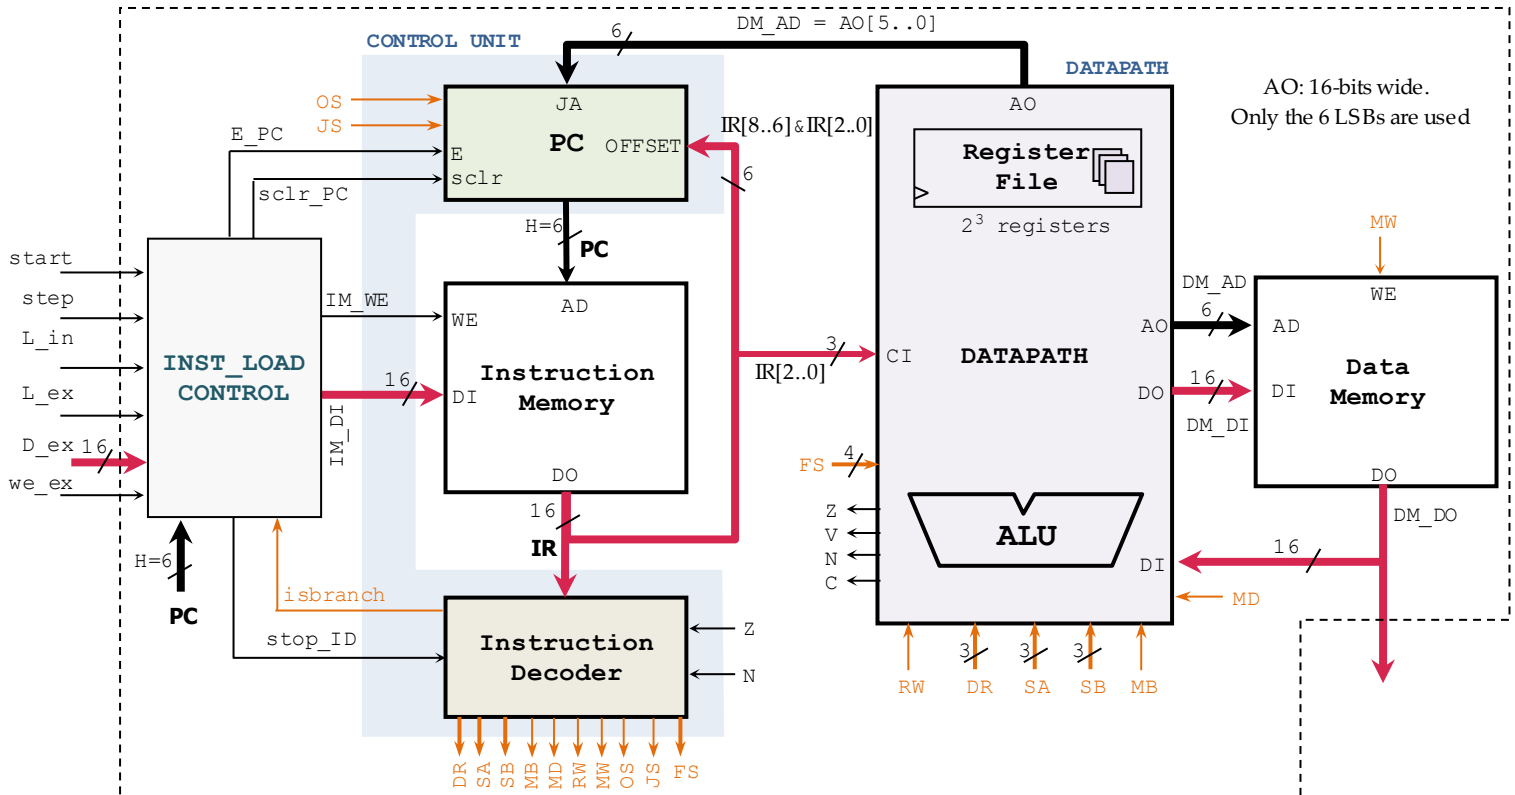 DM_AD = AO[5..0]
6
CONTROL UNIT
DATAPATH
AO: 16-bits wide.
Only the 6 LSBs are used
OS
JS
E_PC
sclr_PC
JA
PC
E
sclr
OFFSET
IR[8..6]&IR[2..0]
6
AO
Register
File
2³ registers
H=6
PC
start
step
L_in
L_ex
D_ex
16
we_ex
INST_LOAD
CONTROL
IM_WE
16
IM_DI
AD
WE
DI
Instruction
Memory
DO
3
IR[2..0]
CI
DATAPATH
AO
DO
DM_AD
6
16
DM_DI
MW
WE
AD
DI
Data
Memory
DO
DM_DO
16
DI
MD
FS
4
Z
V
N
C
ALU
16
IR
H=6
PC
isbranch
stop_ID
Instruction
Decoder
Z
N
3
3
3
RW
DR
SA
SB
MB
DR
SA
SB
MB
MD
RW
MW
OS
JS
FS